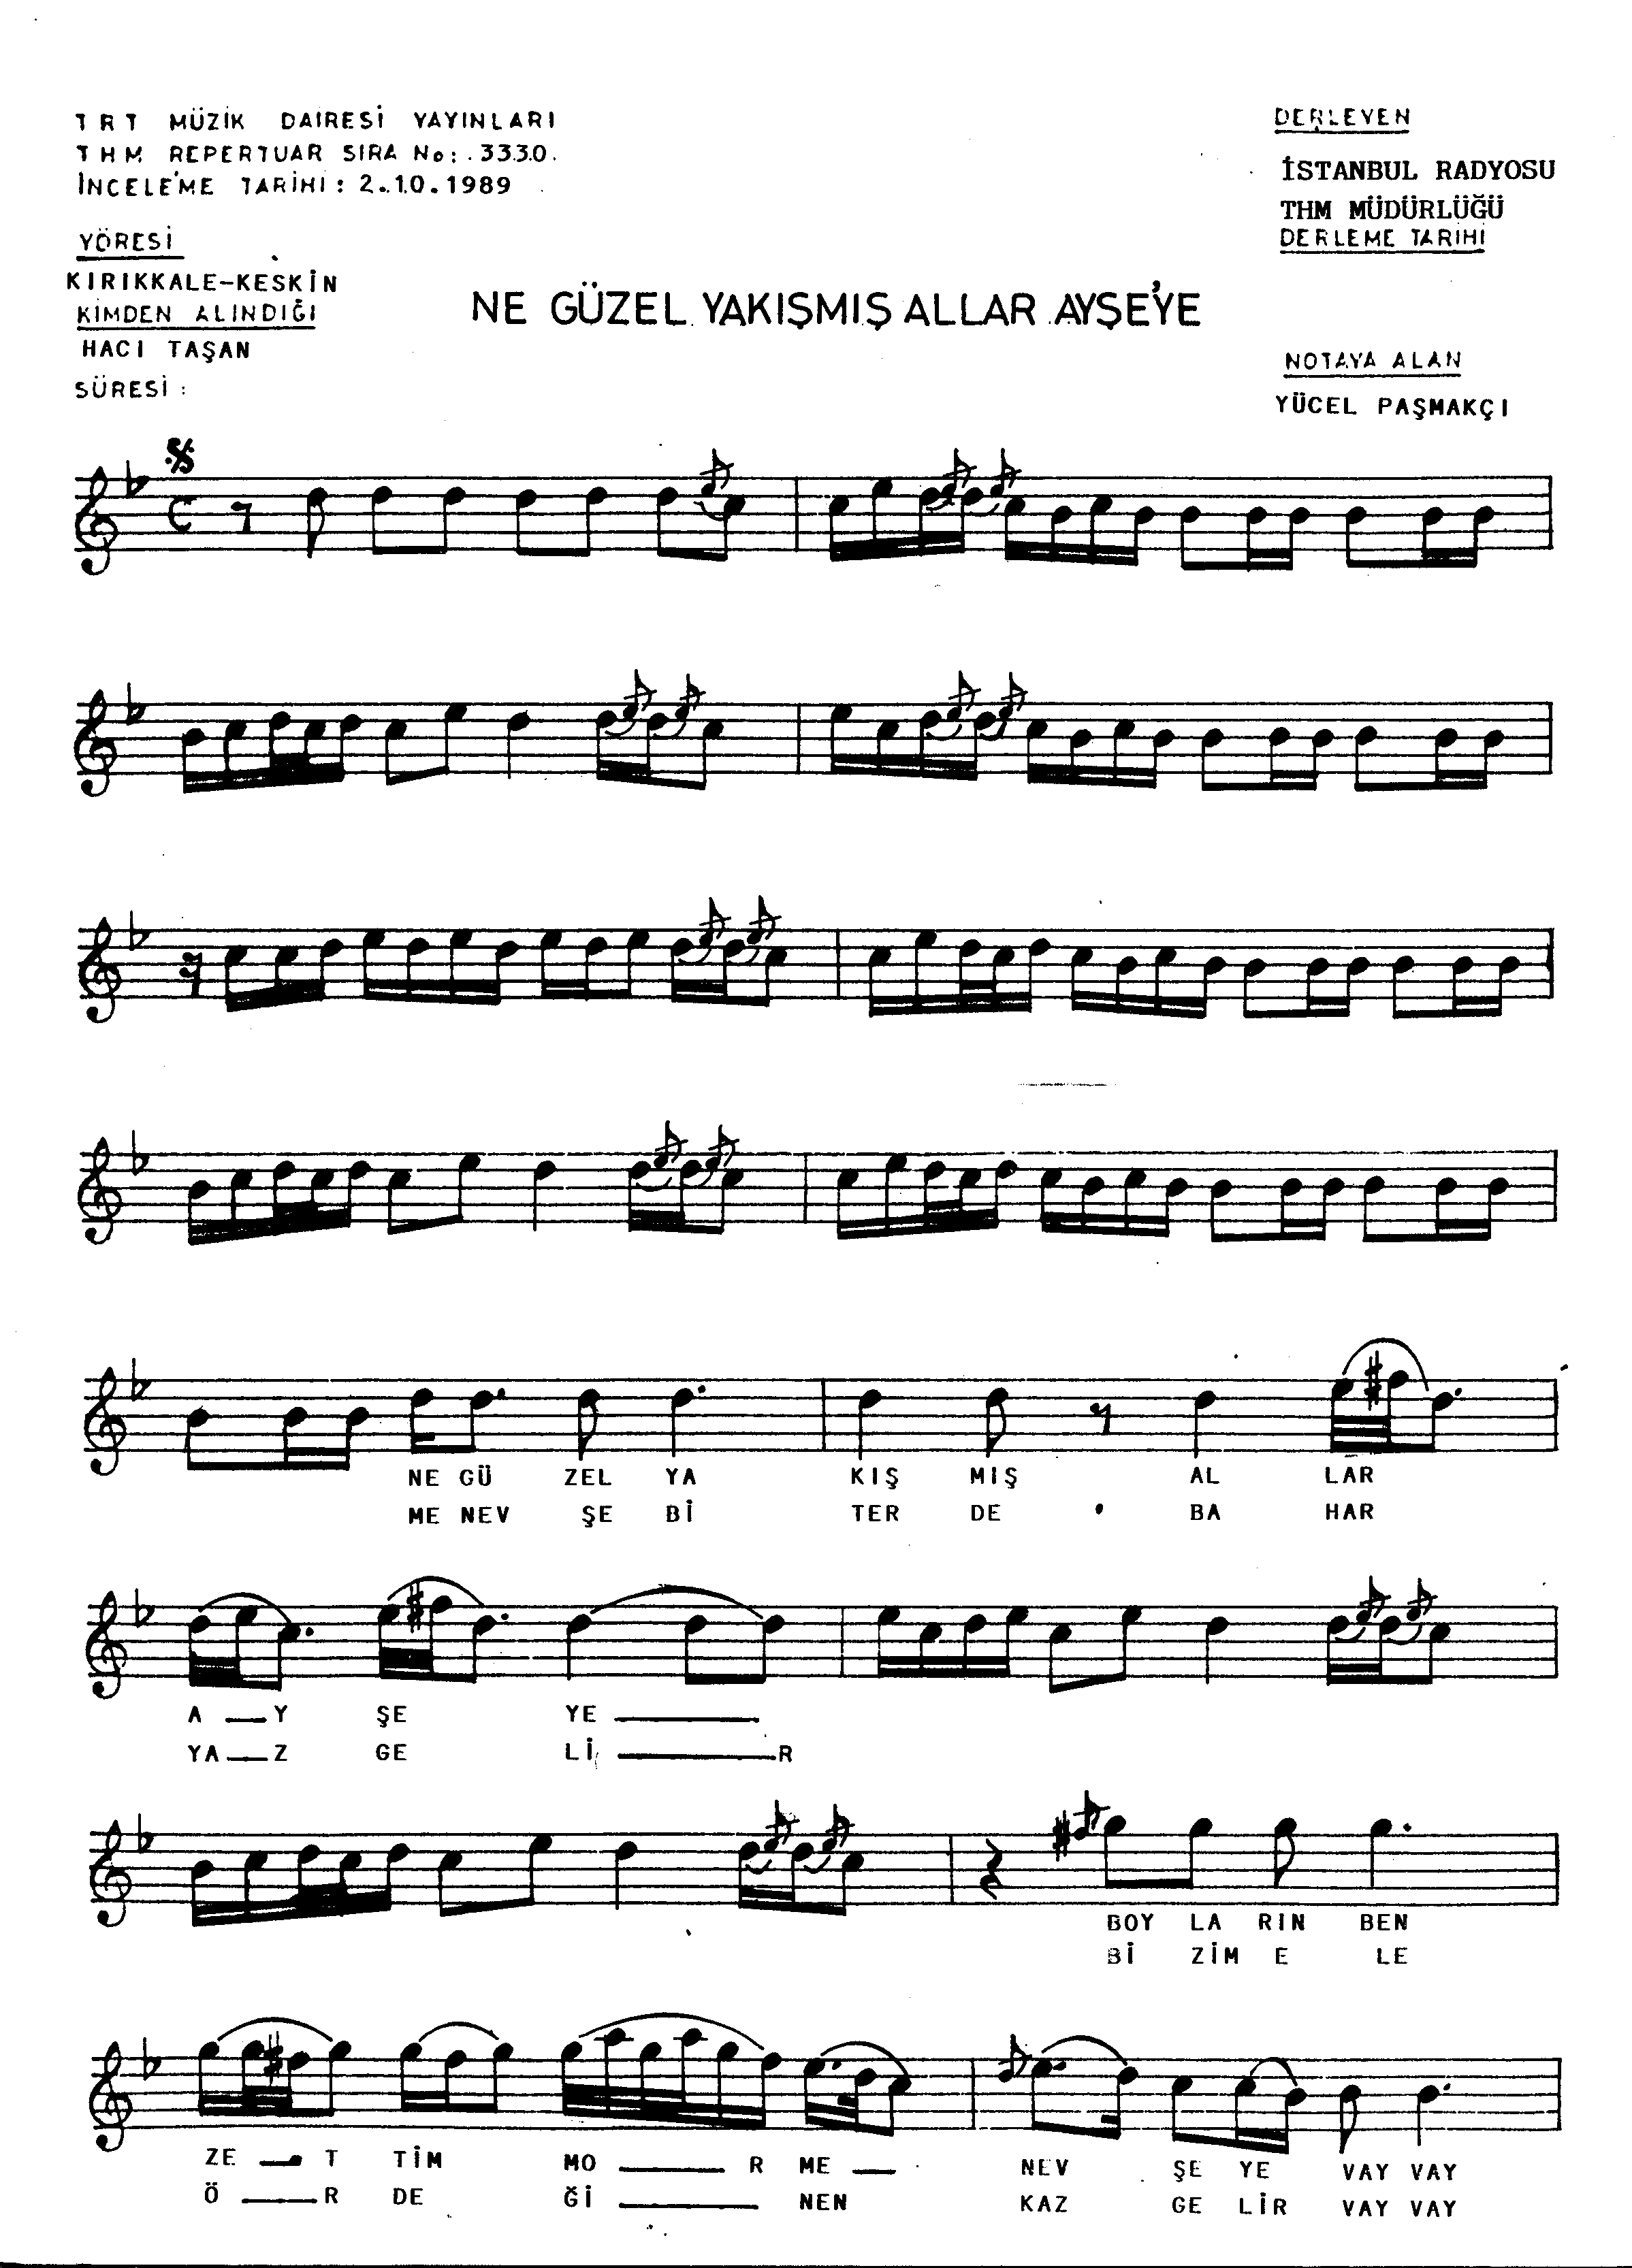 TRT MÜZİK DAİRESİ YAYINLARI
THM REPERTUAR SIRA No: 3330.
İNCELEME TARİHİ: 2.10.1989
YÖRESİ
KIRIKKALE-KESKİN
KİMDEN ALINDIĞI
HACI TAŞAN
SÜRESİ :
NE GÜZEL YAKIŞMIŞ ALLAR AYŞE'YE
DERLEYEN
İSTANBUL RADYOSU
THM MÜDÜRLÜĞÜ
DERLEME TARİHİ
NOTAYA ALAN
YÜCEL PAŞMAKÇI
NE GÜ ZEL YA KIŞ MIŞ AL LAR
ME NEV ŞE Bİ TER DE BA HAR
A — Y ŞE YE —
YA — Z GE Lİ — R
BOY LA RIN BEN
Bİ ZİM E LE
ZE — T TİM MO — R ME — NEV ŞE YE VAY VAY
Ö — R DE Ğİ — NEN KAZ GE LİR VAY VAY